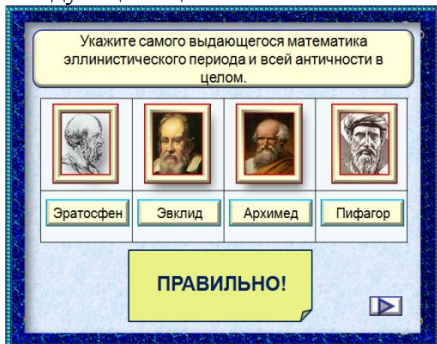 Укажите самого выдающегося математика
эллинистического периода и всей античности в
целом.
Эратосфен
Эвклид
Архимед
Пифагор
ПРАВИЛЬНО!